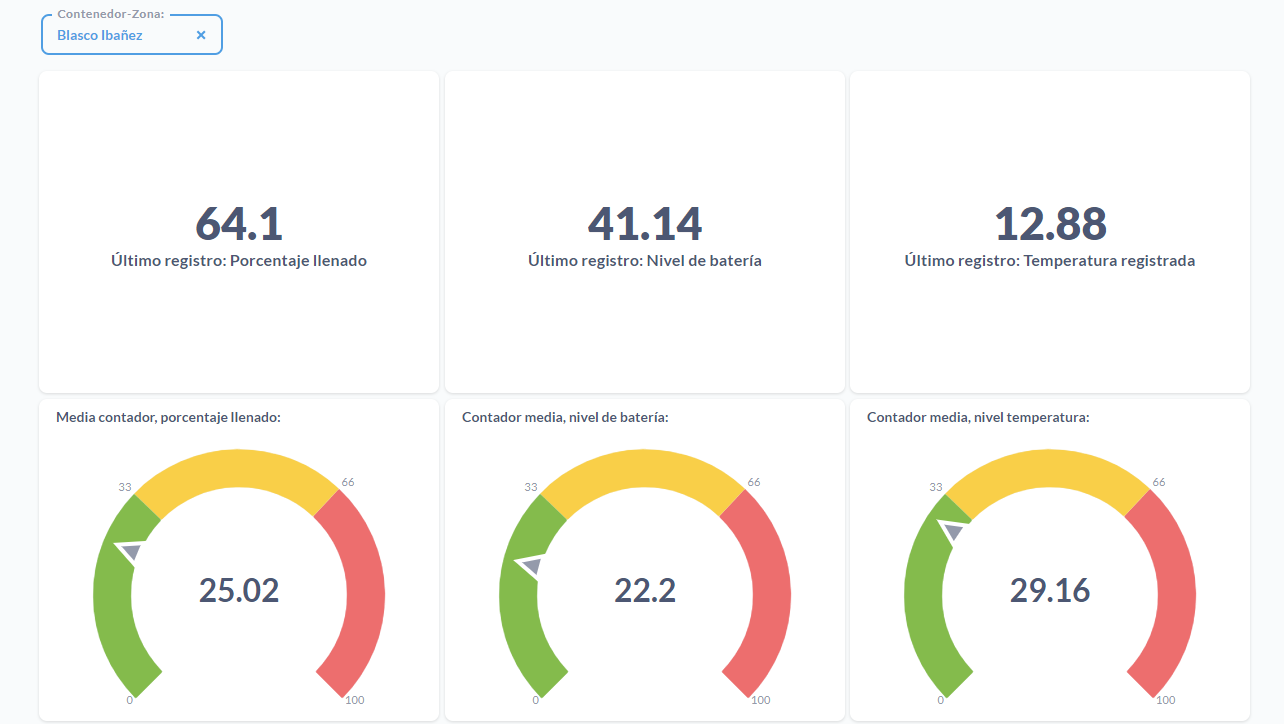 Contenedor-Zona:
Blasco Ibañez ×
64.1
Último registro: Porcentaje llenado
41.14
Último registro: Nivel de batería
12.88
Último registro: Temperatura registrada
Media contador, porcentaje llenado:
33
66
25.02
0
100
Contador media, nivel de batería:
33
66
22.2
0
100
Contador media, nivel temperatura:
33
66
29.16
0
100